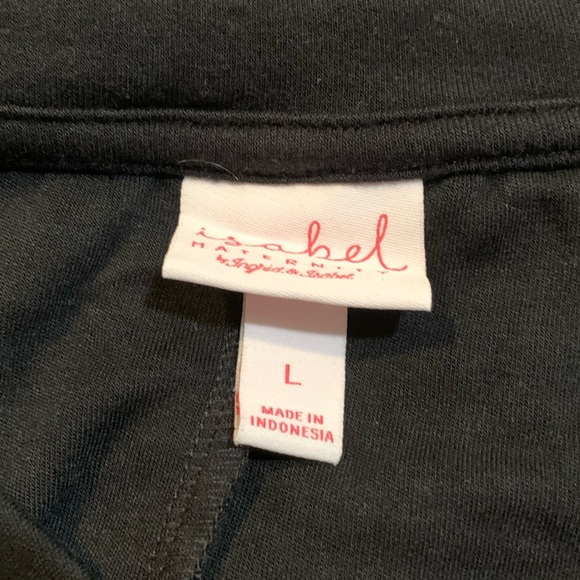 isabel
MATERNITY
by Ingrid & Isabel
L
MADE IN
INDONESIA